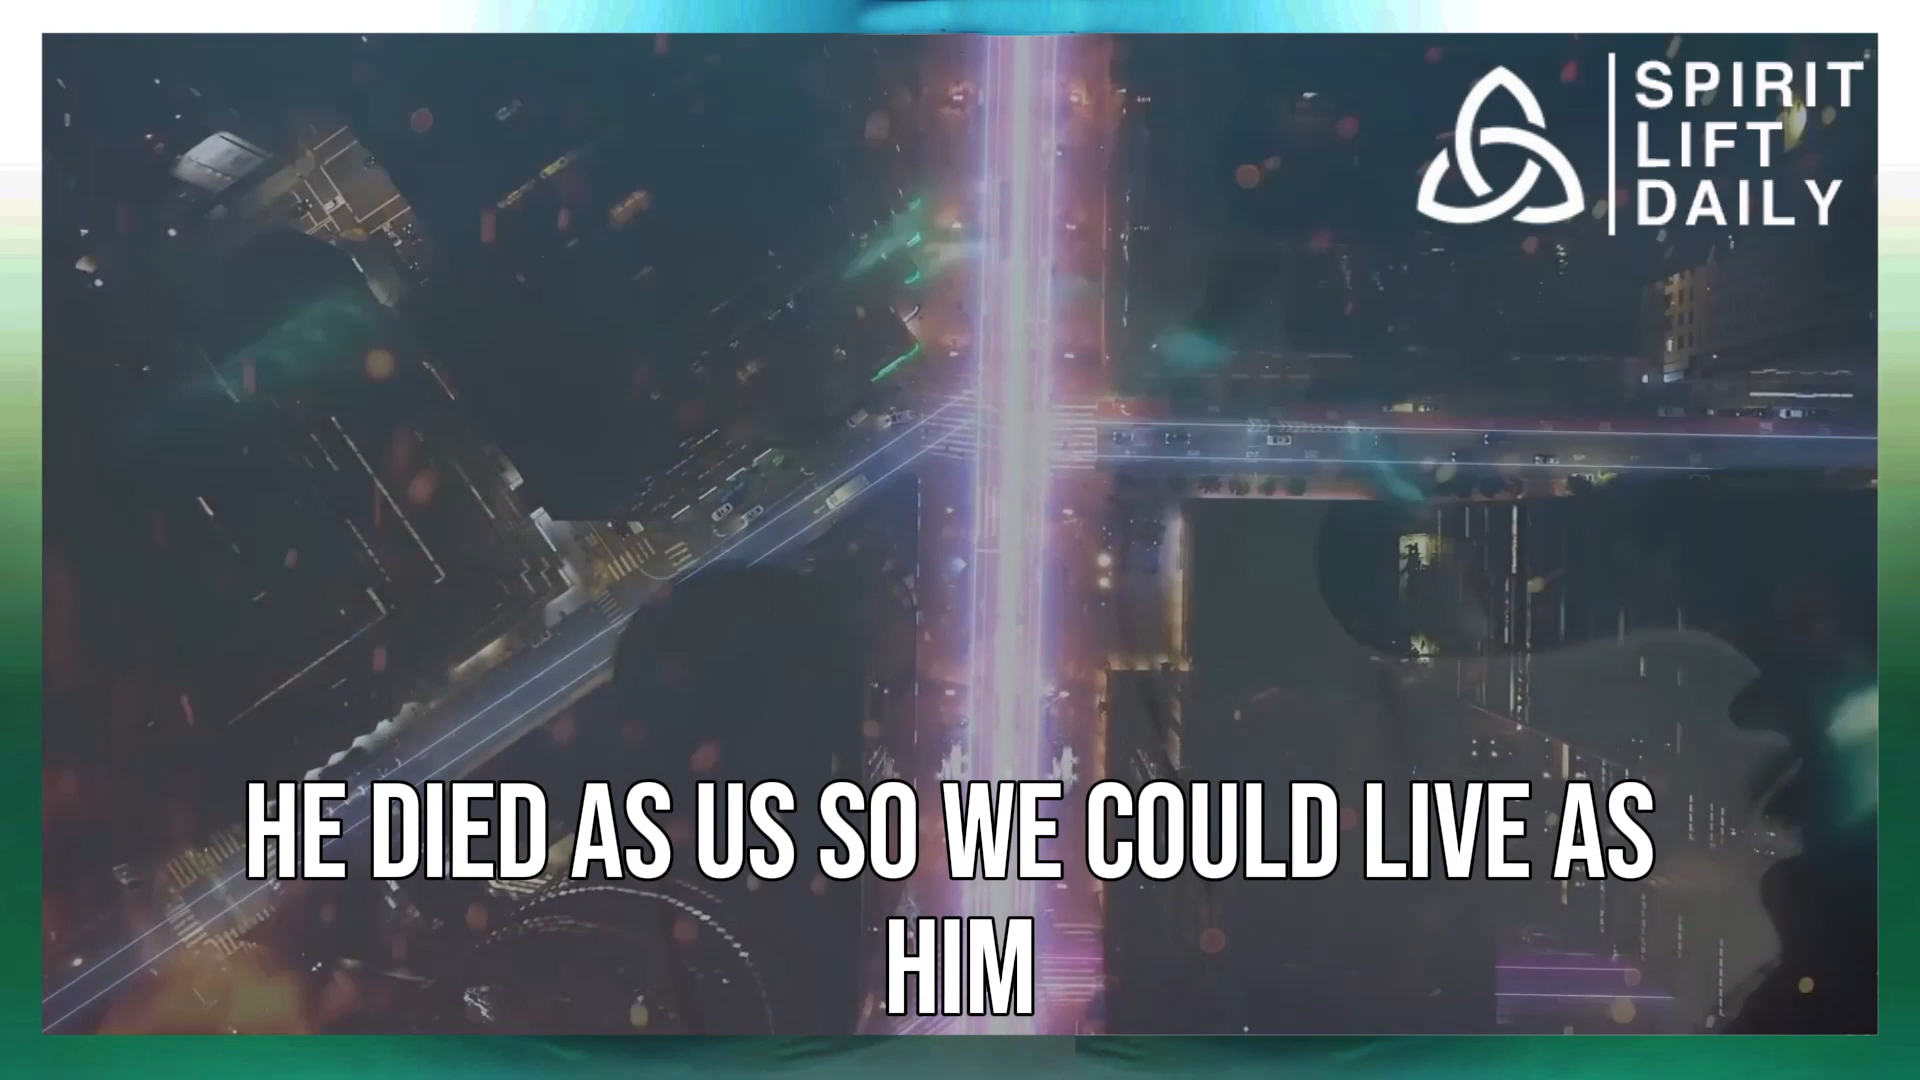 SPIRIT
LIFT
DAILY
HE DIED AS US SO WE COULD LIVE AS
HIM